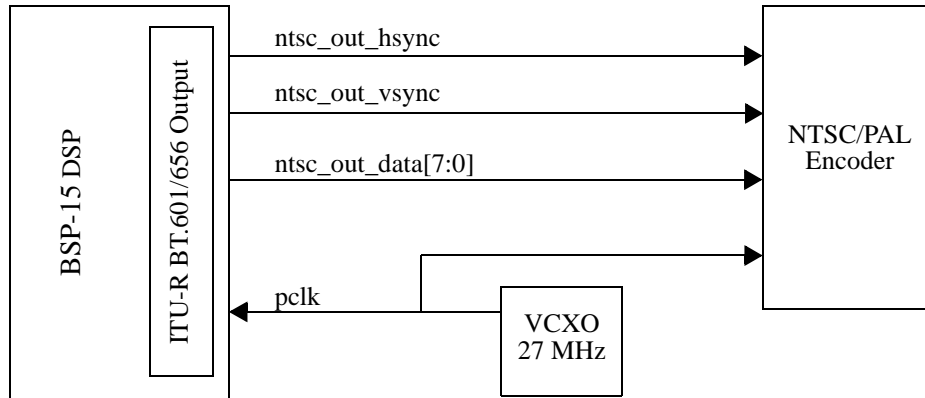 BSP-15 DSP
ITU-R BT.601/656 Output
ntsc_out_hsync
ntsc_out_vsync
ntsc_out_data[7:0]
pclk
VCXO
27 MHz
NTSC/PAL
Encoder